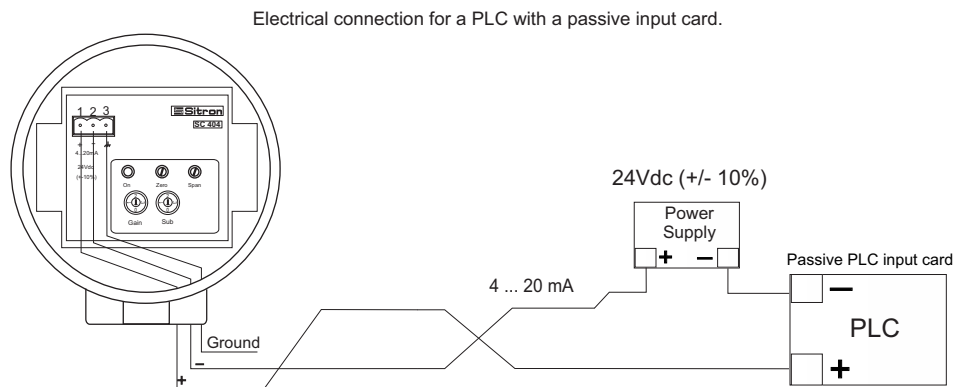 Electrical connection for a PLC with a passive input card.
1 2 3
Sitron
SC 404
+ −
4...20mA
24Vdc
(+-10%)
On Zero Span
Gain Sub
24Vdc (+/- 10%)
Power
Supply
+ −
Passive PLC input card
4 ... 20 mA
−
PLC
Ground
−
+
+